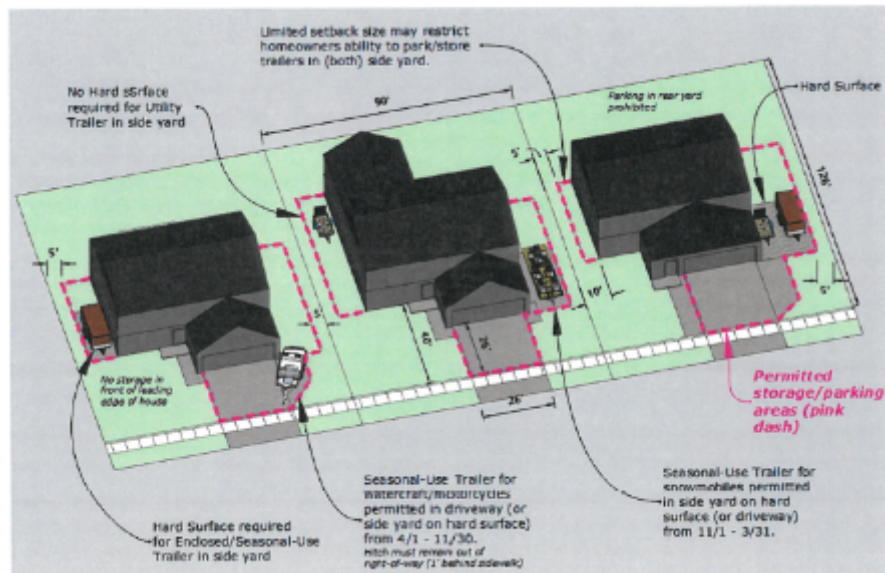 Limited setback size may restrict
homeowners ability to park/store
trailers in (both) side yard.
No Hard sSrface
required for Utility
Trailer in side yard
90'
Parking in rear yard
prohibited
Hard Surface
5'
126'
5'
5'
10'
5'
40'
26'
26'
No storage in
front of leading
edge of house
Permitted
storage/parking
areas (pink
dash)
Hard Surface required
for Enclosed/Seasonal-Use
Trailer in side yard
Seasonal-Use Trailer for
watercraft/motorcycles
permitted in driveway (or
side yard on hard surface)
from 4/1 - 11/30.
Hitch must remain out of
right-of-way (1' behind sidewalk)
Seasonal-Use Trailer for
snowmobiles permitted
in side yard on hard
surface (or driveway)
from 11/1 - 3/31.